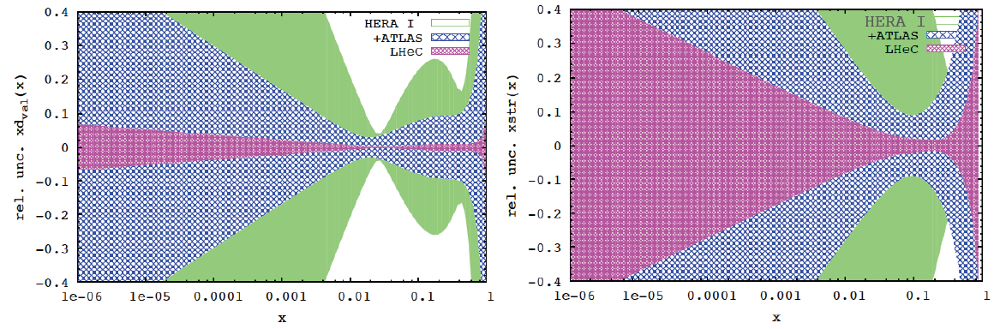 rel. unc. xd_val(x)
0.4
0.3
0.2
0.1
0
−0.1
−0.2
−0.3
−0.4
HERA I
+ATLAS
LHeC
1e−06 1e−05 0.0001 0.001 0.01 0.1 1
x
rel. unc. xstr(x)
0.4
0.3
0.2
0.1
0
−0.1
−0.2
−0.3
−0.4
HERA I
+ATLAS
LHeC
1e−06 1e−05 0.0001 0.001 0.01 0.1 1
x